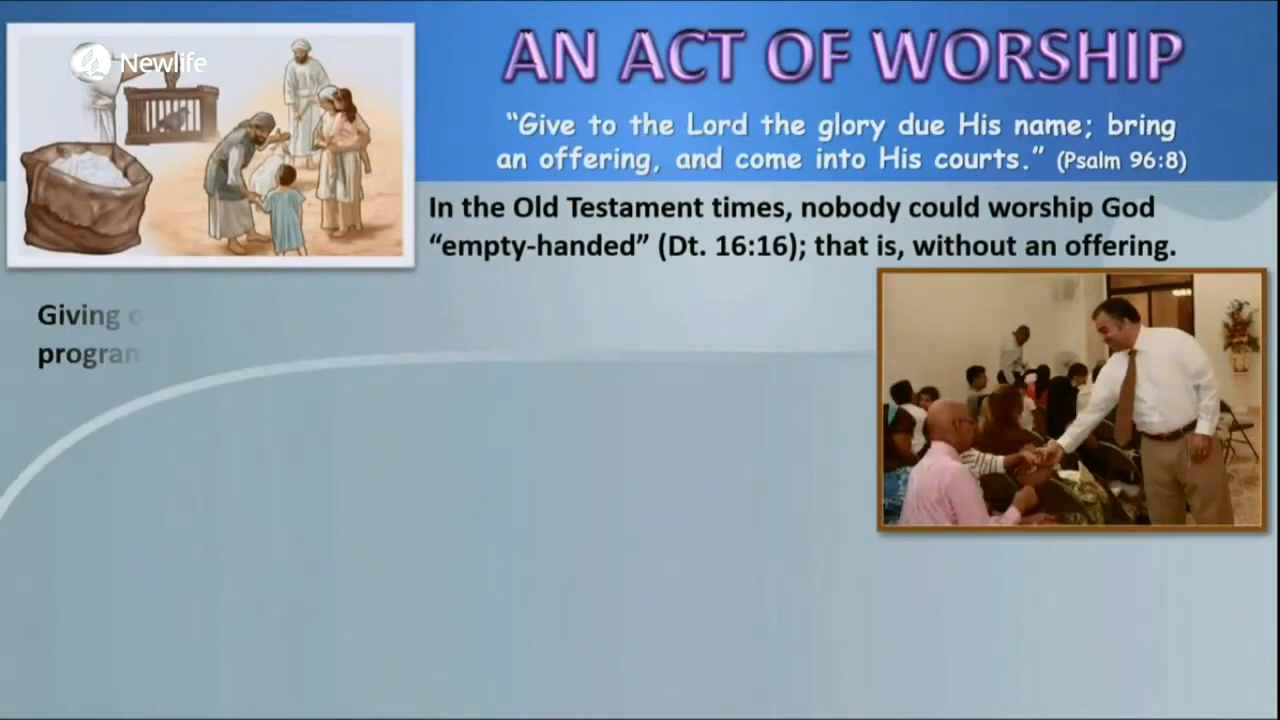 Newlife
AN ACT OF WORSHIP
“Give to the Lord the glory due His name; bring
an offering, and come into His courts.” (Psalm 96:8)
In the Old Testament times, nobody could worship God
“empty-handed” (Dt. 16:16); that is, without an offering.
Giving